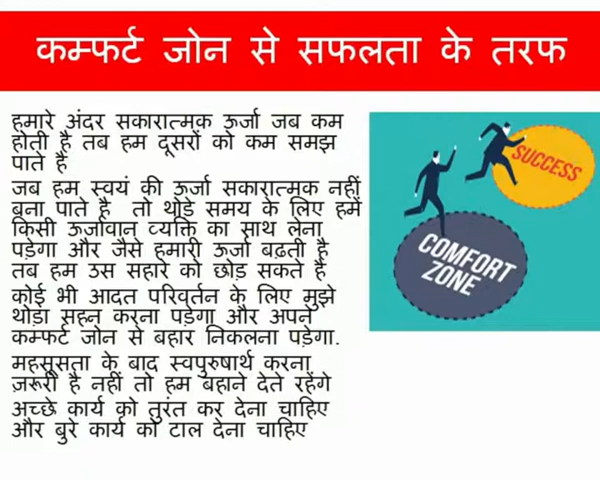 कम्फर्ट जोन से सफलता के तरफ
हमारे अंदर सकारात्मक ऊर्जा जब कम
होती है तब हम दूसरों को कम समझ
पाते है
जब हम स्वयं की ऊर्जा सकारात्मक नहीं
बना पाते है तो थोड़े समय के लिए हमें
किसी ऊर्जावान व्यक्ति का साथ लेना
पड़ेगा और जैसे हमारी ऊर्जा बढ़ती है
तब हम उस सहारे को छोड़ सकते है
कोई भी आदत परिवर्तन के लिए मुझे
थोड़ा सहन करना पड़ेगा और अपने
कम्फर्ट जोन से बहार निकलना पड़ेगा.
महसूसता के बाद स्वपुरुषार्थ करना
ज़रूरी है नहीं तो हम बहाने देते रहेंगे
अच्छे कार्य को तुरंत कर देना चाहिए
और बुरे कार्य को टाल देना चाहिए
SUCCESS
COMFORT
ZONE